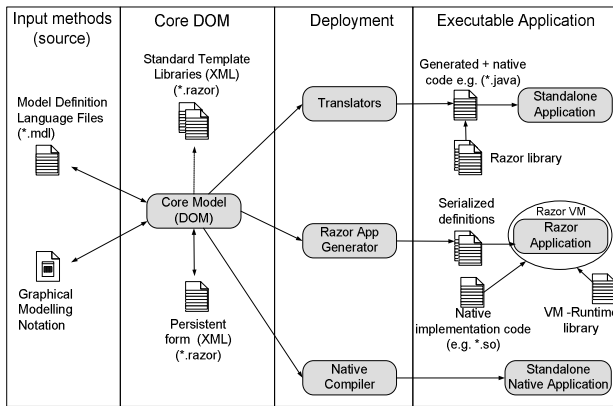 Input methods
(source)
Core DOM
Deployment
Executable Application
Model Definition
Language Files
(*.mdl)
Graphical
Modelling
Notation
Standard Template
Libraries (XML)
(*.razor)
Core Model
(DOM)
Persistent
form (XML)
(*.razor)
Translators
Razor App
Generator
Native
Compiler
Generated + native
code e.g. (*.java)
Standalone
Application
Razor library
Serialized
definitions
Razor VM
Razor
Application
Native
implementation code
(e.g. *.so)
VM -Runtime
library
Standalone
Native Application